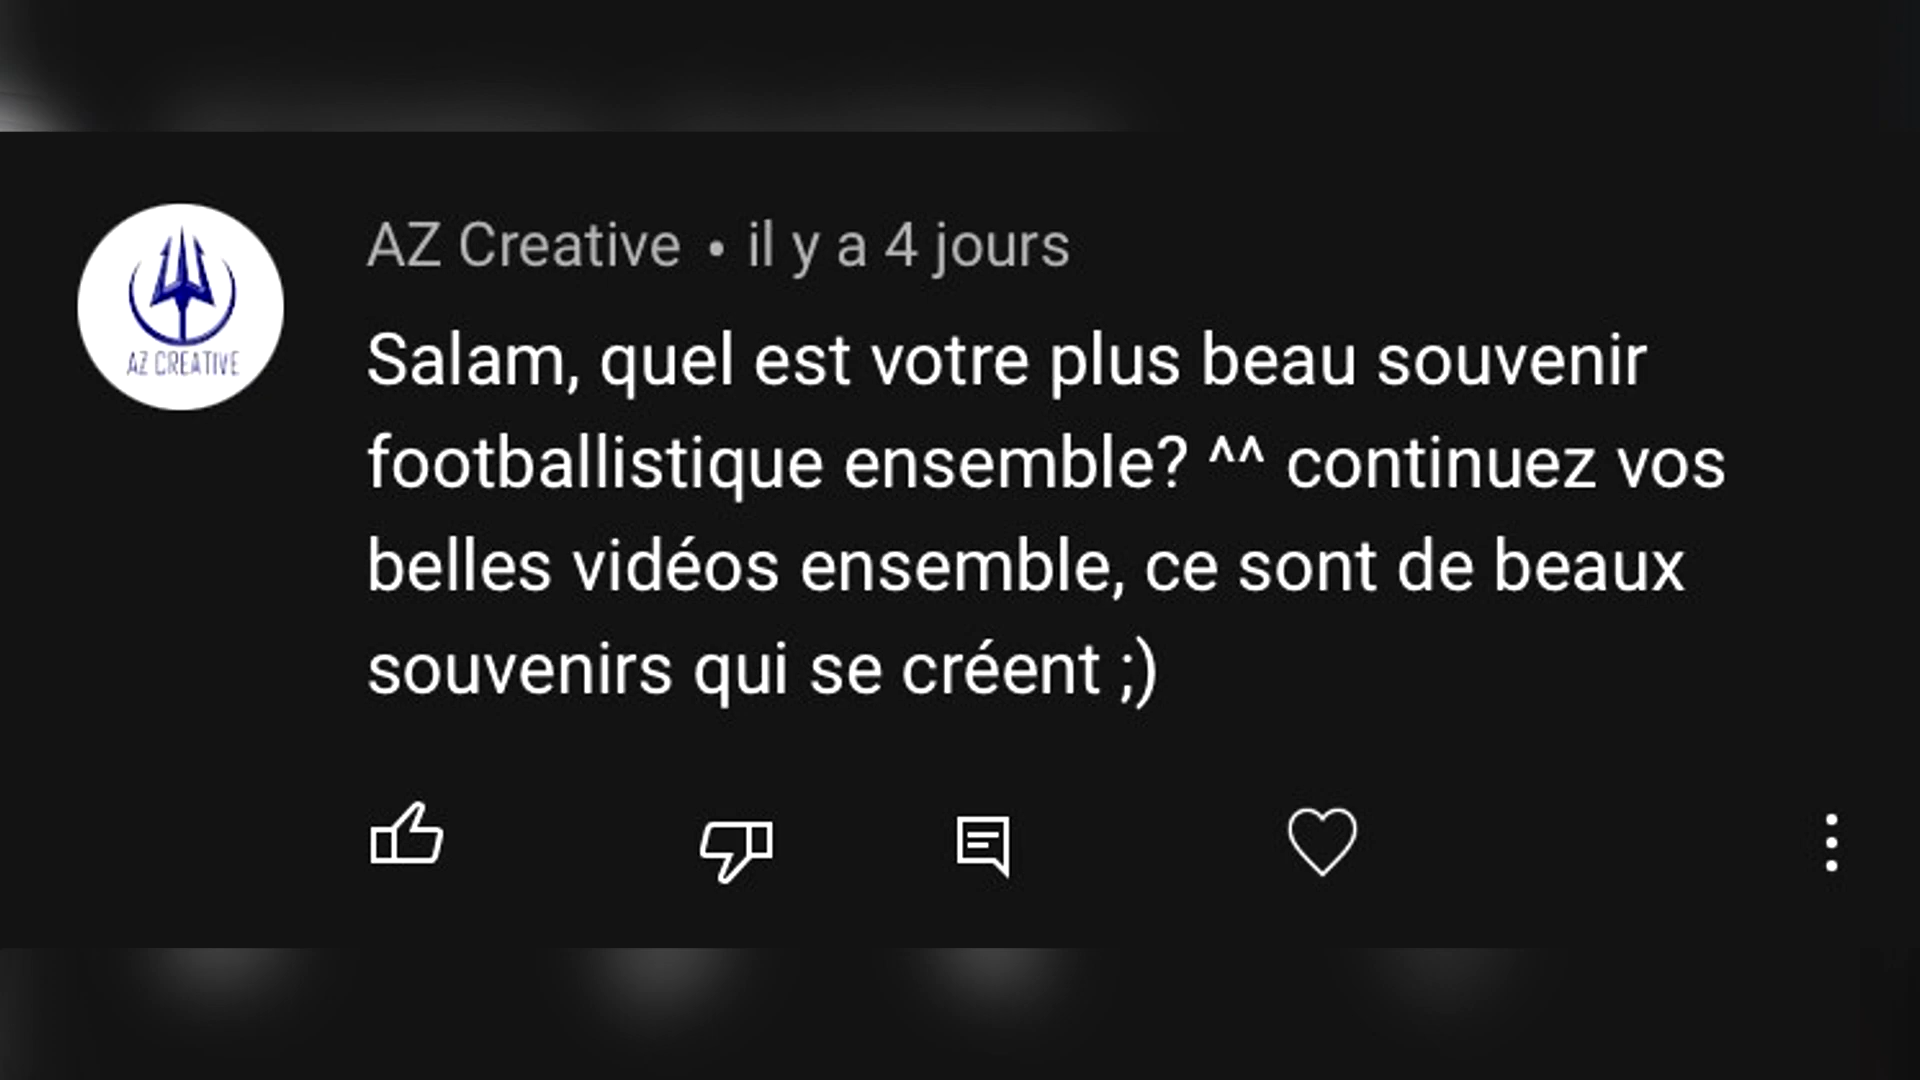 AZ Creative • il y a 4 jours
Salam, quel est votre plus beau souvenir
footballistique ensemble? ^^ continuez vos
belles vidéos ensemble, ce sont de beaux
souvenirs qui se créent ;)
AZ CREATIVE